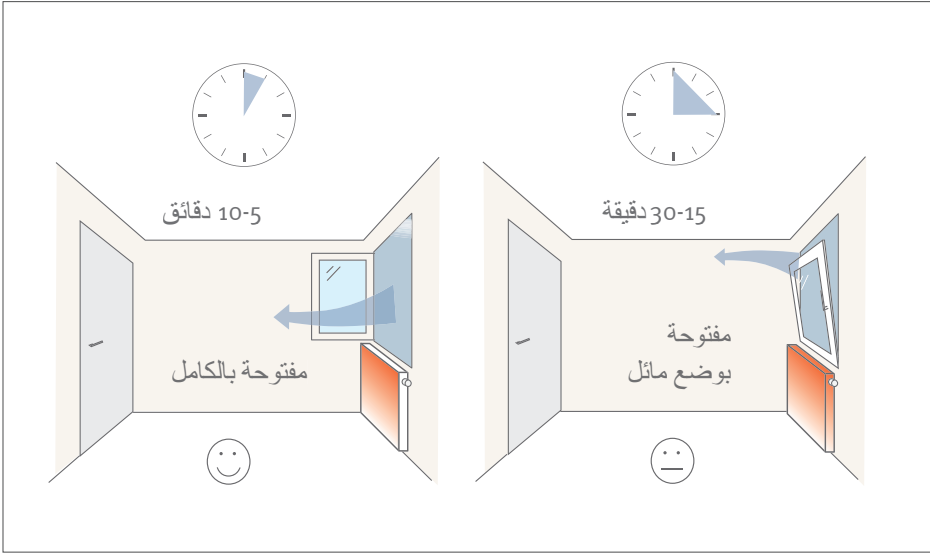 30-15 دقيقة
مفتوحة
بوضع مائل
10-5 دقائق
مفتوحة بالكامل